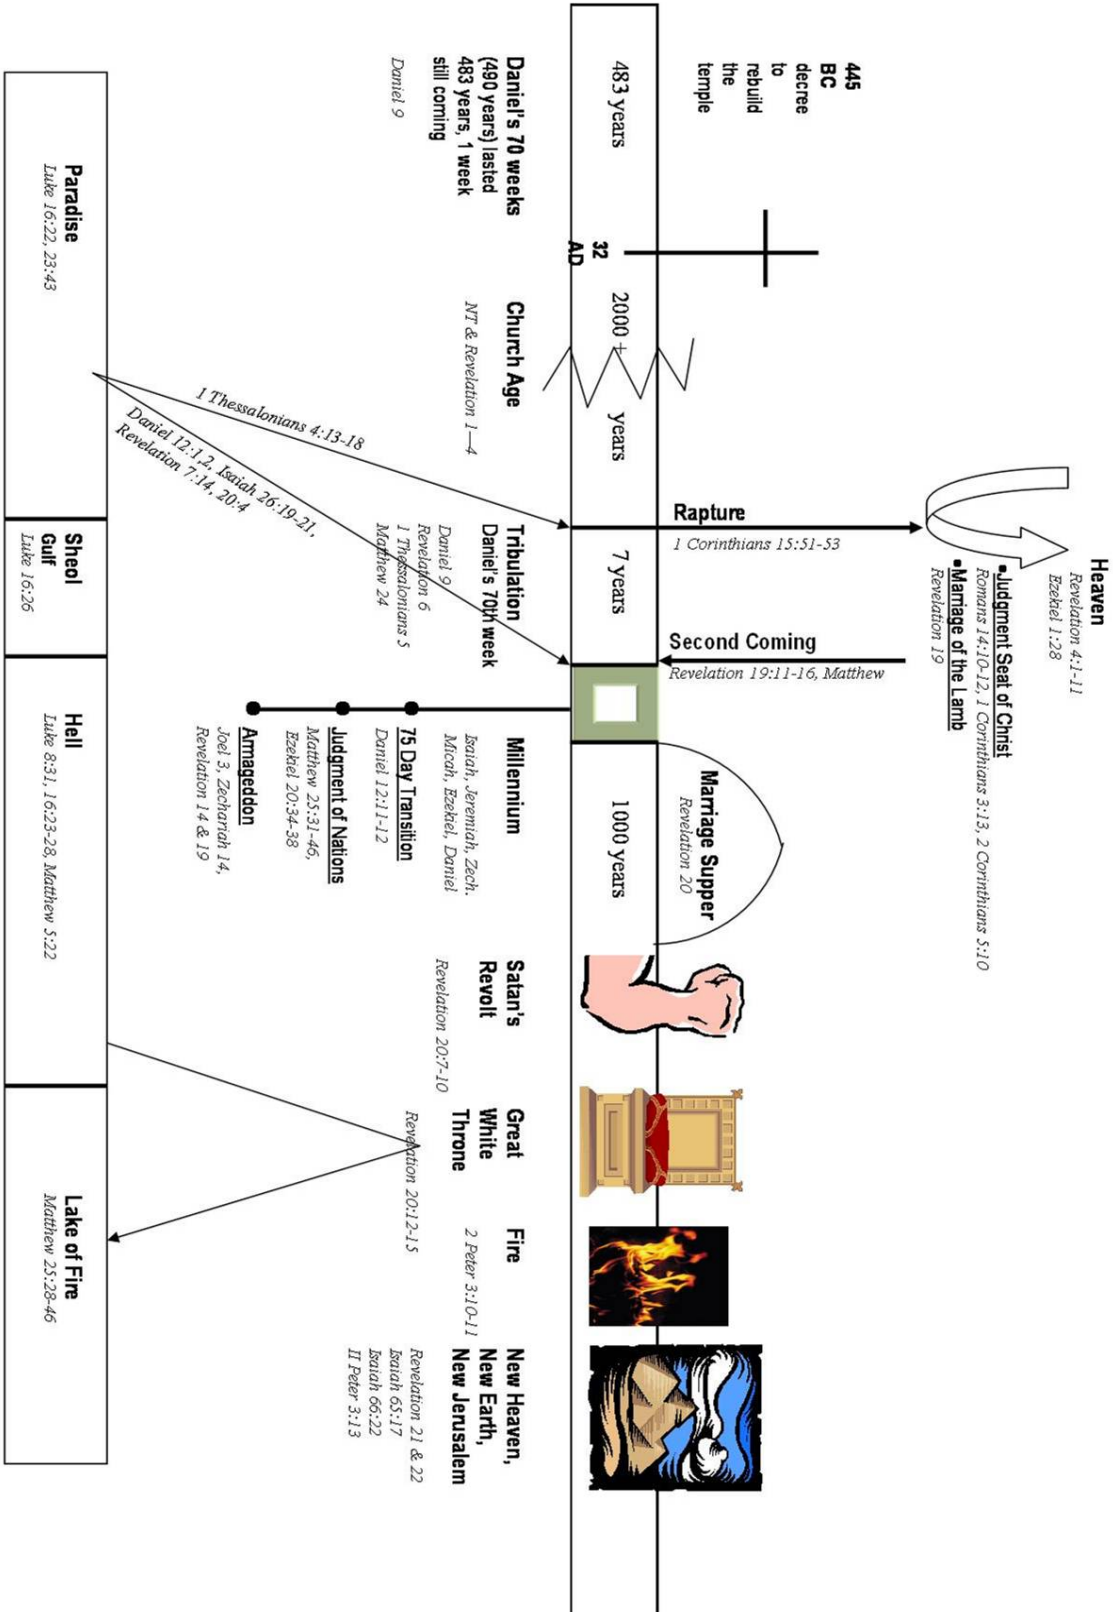 Heaven
Revelation 4:1-11
Ezekiel 1:28
▪Judgment Seat of Christ
Romans 14:10-12, 1 Corinthians 3:13, 2 Corinthians 5:10
▪Marriage of the Lamb
Revelation 19
445
BC
decree
to
rebuild
the
temple
Rapture
1 Corinthians 15:51-53
Second Coming
Revelation 19:11-16, Matthew
Marriage Supper
Revelation 20
483 years
32
AD
2000 +
years
7 years
1000 years
Daniel's 70 weeks
(490 years) lasted
483 years, 1 week
still coming
Daniel 9
Church Age
NT & Revelation 1—4
Tribulation
Daniel's 70th week
Daniel 9
Revelation 6
1 Thessalonians 5
Matthew 24
Millennium
Isaiah, Jeremiah, Zech.
Micah, Ezekiel, Daniel
75 Day Transition
Daniel 12:11-12
Judgment of Nations
Matthew 25:31-46,
Ezekiel 20:34-38
Armageddon
Joel 3, Zechariah 14,
Revelation 14 & 19
Satan's
Revolt
Revelation 20:7-10
Great
White
Throne
Revelation 20:12-15
Fire
2 Peter 3:10-11
New Heaven,
New Earth,
New Jerusalem
Revelation 21 & 22
Isaiah 65:17
Isaiah 66:22
II Peter 3:13
1 Thessalonians 4:13-18
Daniel 12:1,2, Isaiah 26:19-21,
Revelation 7:14, 20:4
Paradise
Luke 16:22, 23:43
Sheol
Gulf
Luke 16:26
Hell
Luke 8:31, 16:23-28, Matthew 5:22
Lake of Fire
Matthew 25:28-46